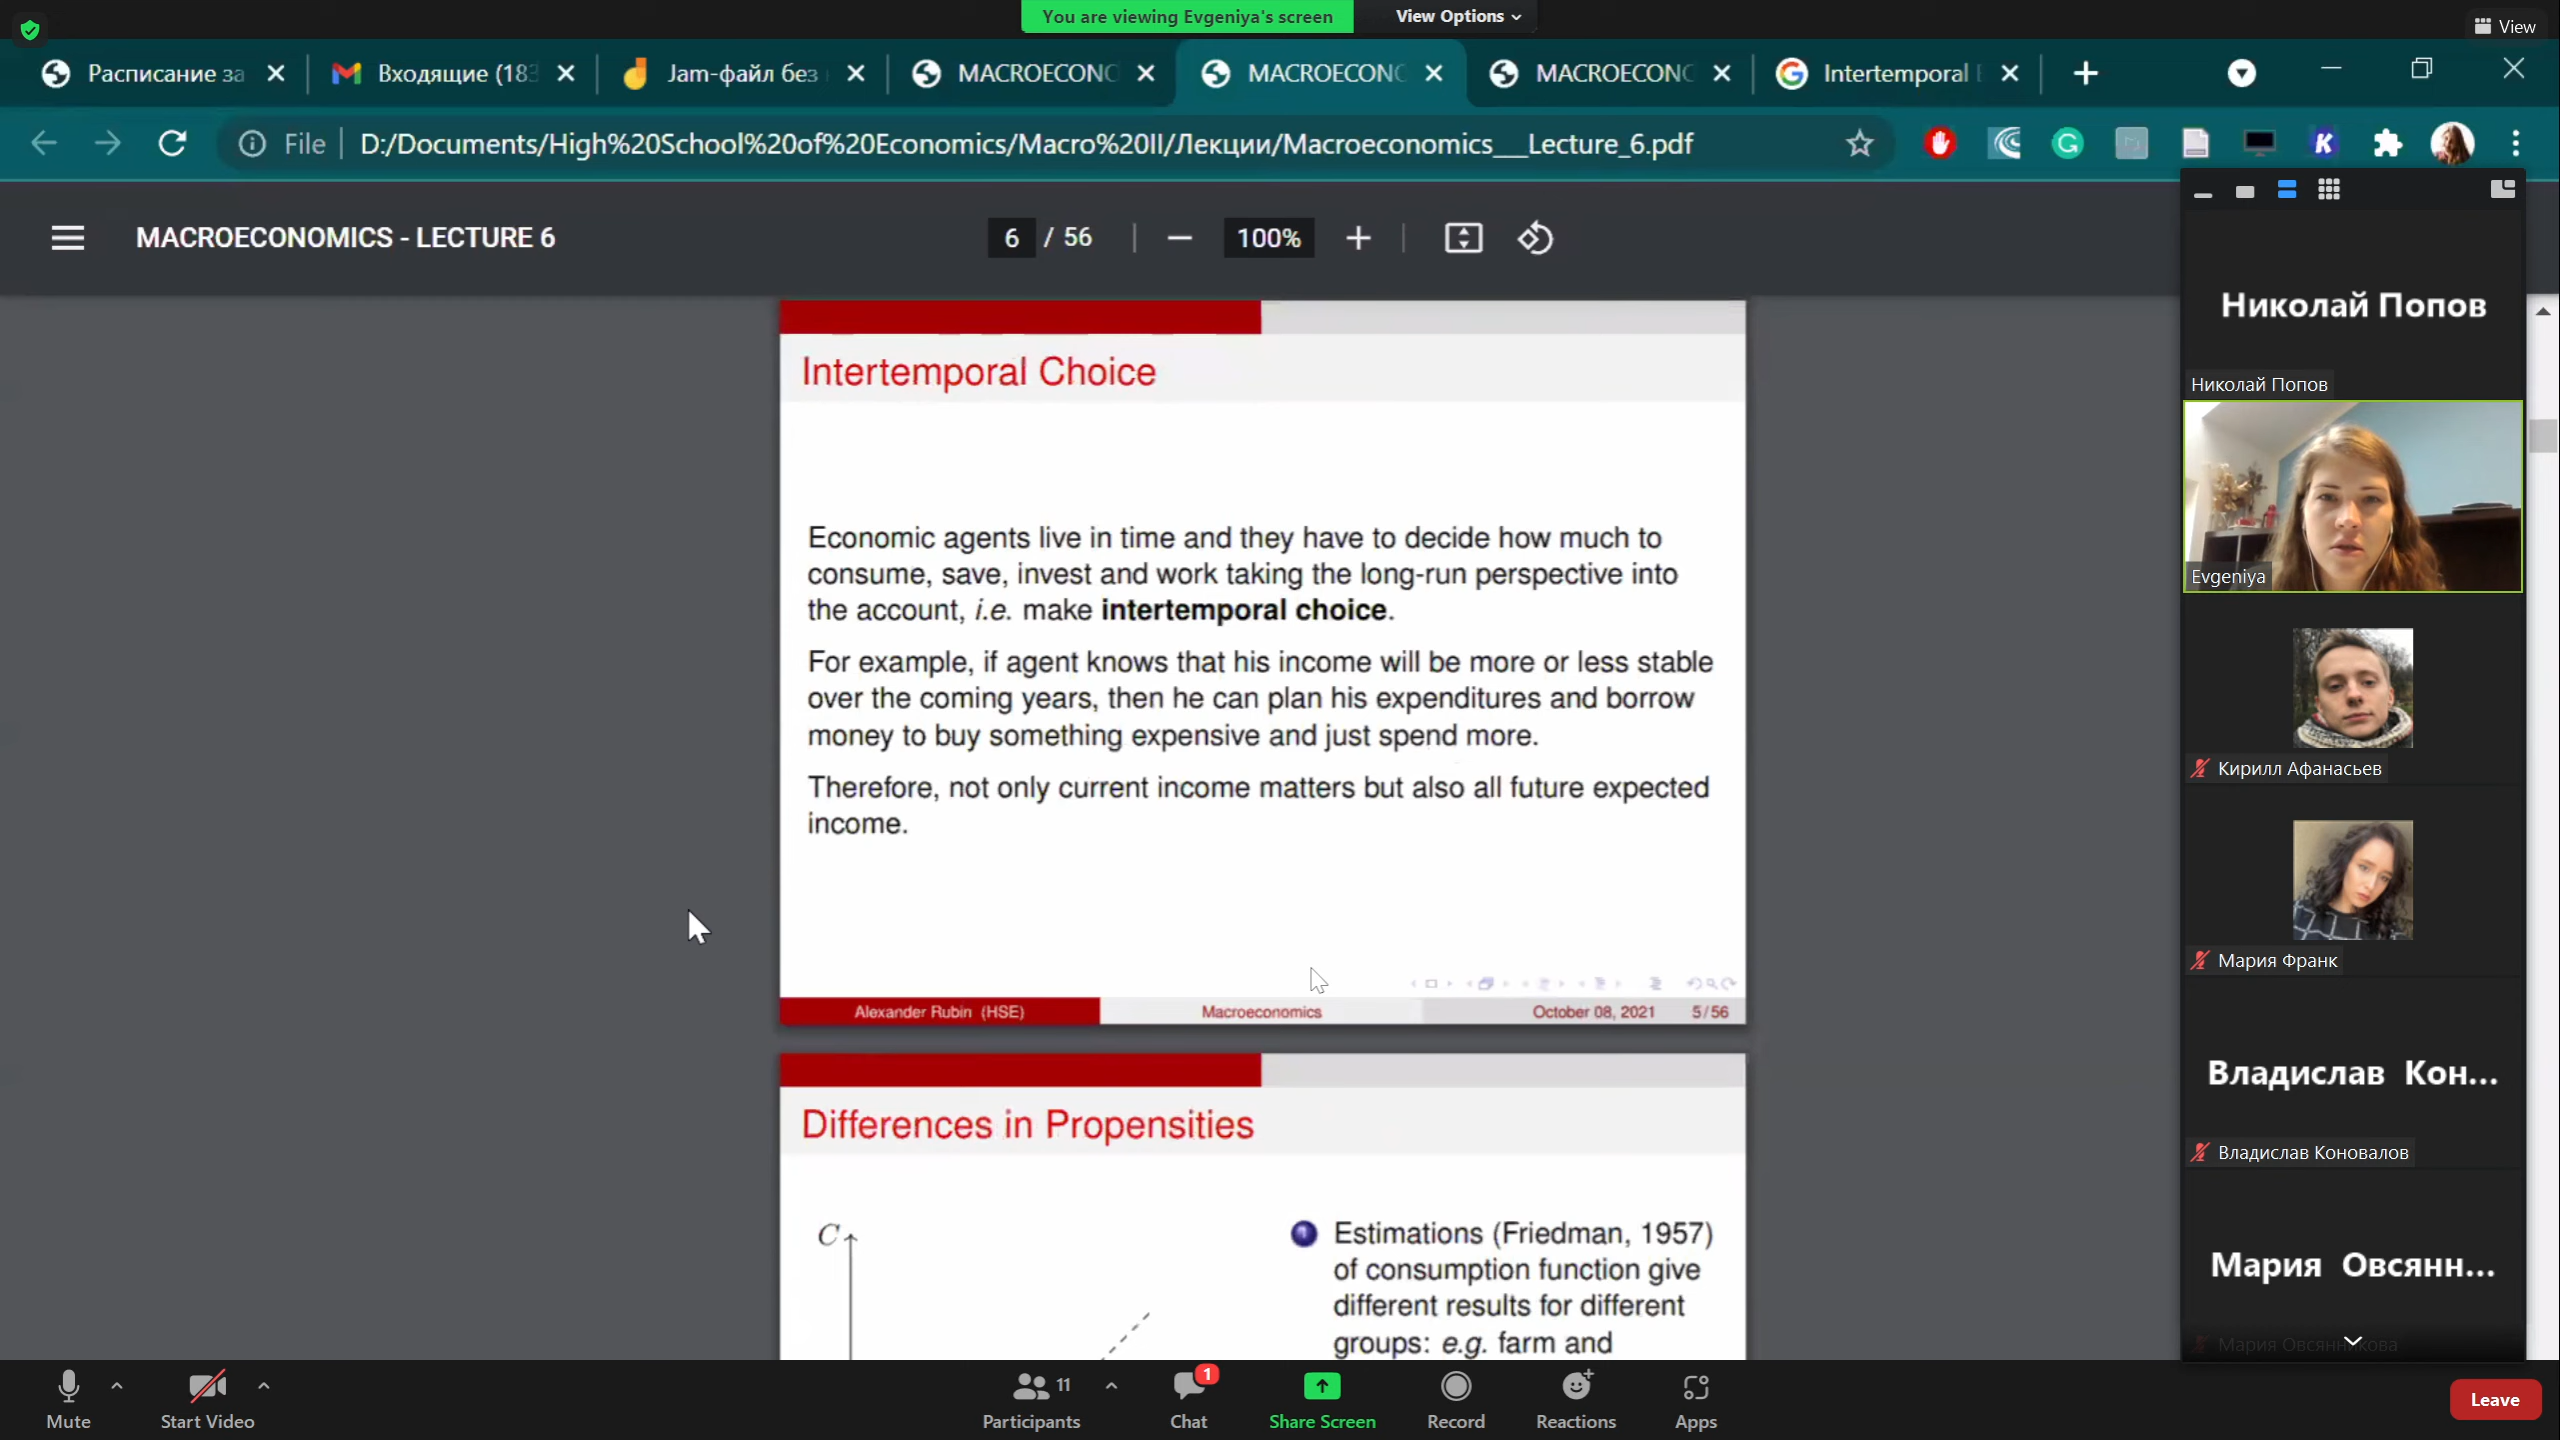 You are viewing Evgeniya's screen
View Options
View
Расписание за
Входящие (183
Jam-файл без
MACROECONO
MACROECONO
MACROECONO
Intertemporal
File
D:/Documents/High%20School%20of%20Economics/Macro%20II/Лекции/Macroeconomics___Lecture_6.pdf
MACROECONOMICS - LECTURE 6
6 / 56
100%
Intertemporal Choice
Economic agents live in time and they have to decide how much to
consume, save, invest and work taking the long-run perspective into
the account, i.e. make intertemporal choice.
For example, if agent knows that his income will be more or less stable
over the coming years, then he can plan his expenditures and borrow
money to buy something expensive and just spend more.
Therefore, not only current income matters but also all future expected
income.
Alexander Rubin (HSE)
Macroeconomics
October 08, 2021
5/56
Differences in Propensities
C
1
Estimations (Friedman, 1957)
of consumption function give
different results for different
groups: e.g. farm and
Николай Попов
Николай Попов
Evgeniya
Кирилл Афанасьев
Мария Франк
Владислав Кон...
Владислав Коновалов
Мария Овсянн...
Мария Овсянникова
Mute
Start Video
Participants
11
Chat
1
Share Screen
Record
Reactions
Apps
Leave